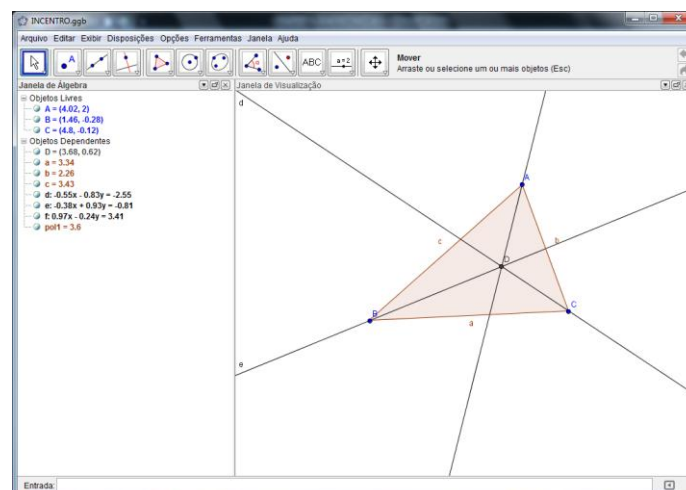 INCENTRO.ggb
Arquivo Editar Exibir Disposições Opções Ferramentas Janela Ajuda
A
ABC
a=2
Mover
Arraste ou selecione um ou mais objetos (Esc)
Janela de Álgebra
Janela de Visualização
Objetos Livres
A = (4.02, 2)
B = (1.46, -0.28)
C = (4.8, -0.12)
Objetos Dependentes
D = (3.68, 0.62)
a = 3.34
b = 2.26
c = 3.43
d: -0.55x - 0.83y = -2.55
e: -0.38x + 0.93y = -0.81
f: 0.97x - 0.24y = 3.41
pol1 = 3.6
d
A
c
b
D
C
B
a
e
Entrada: